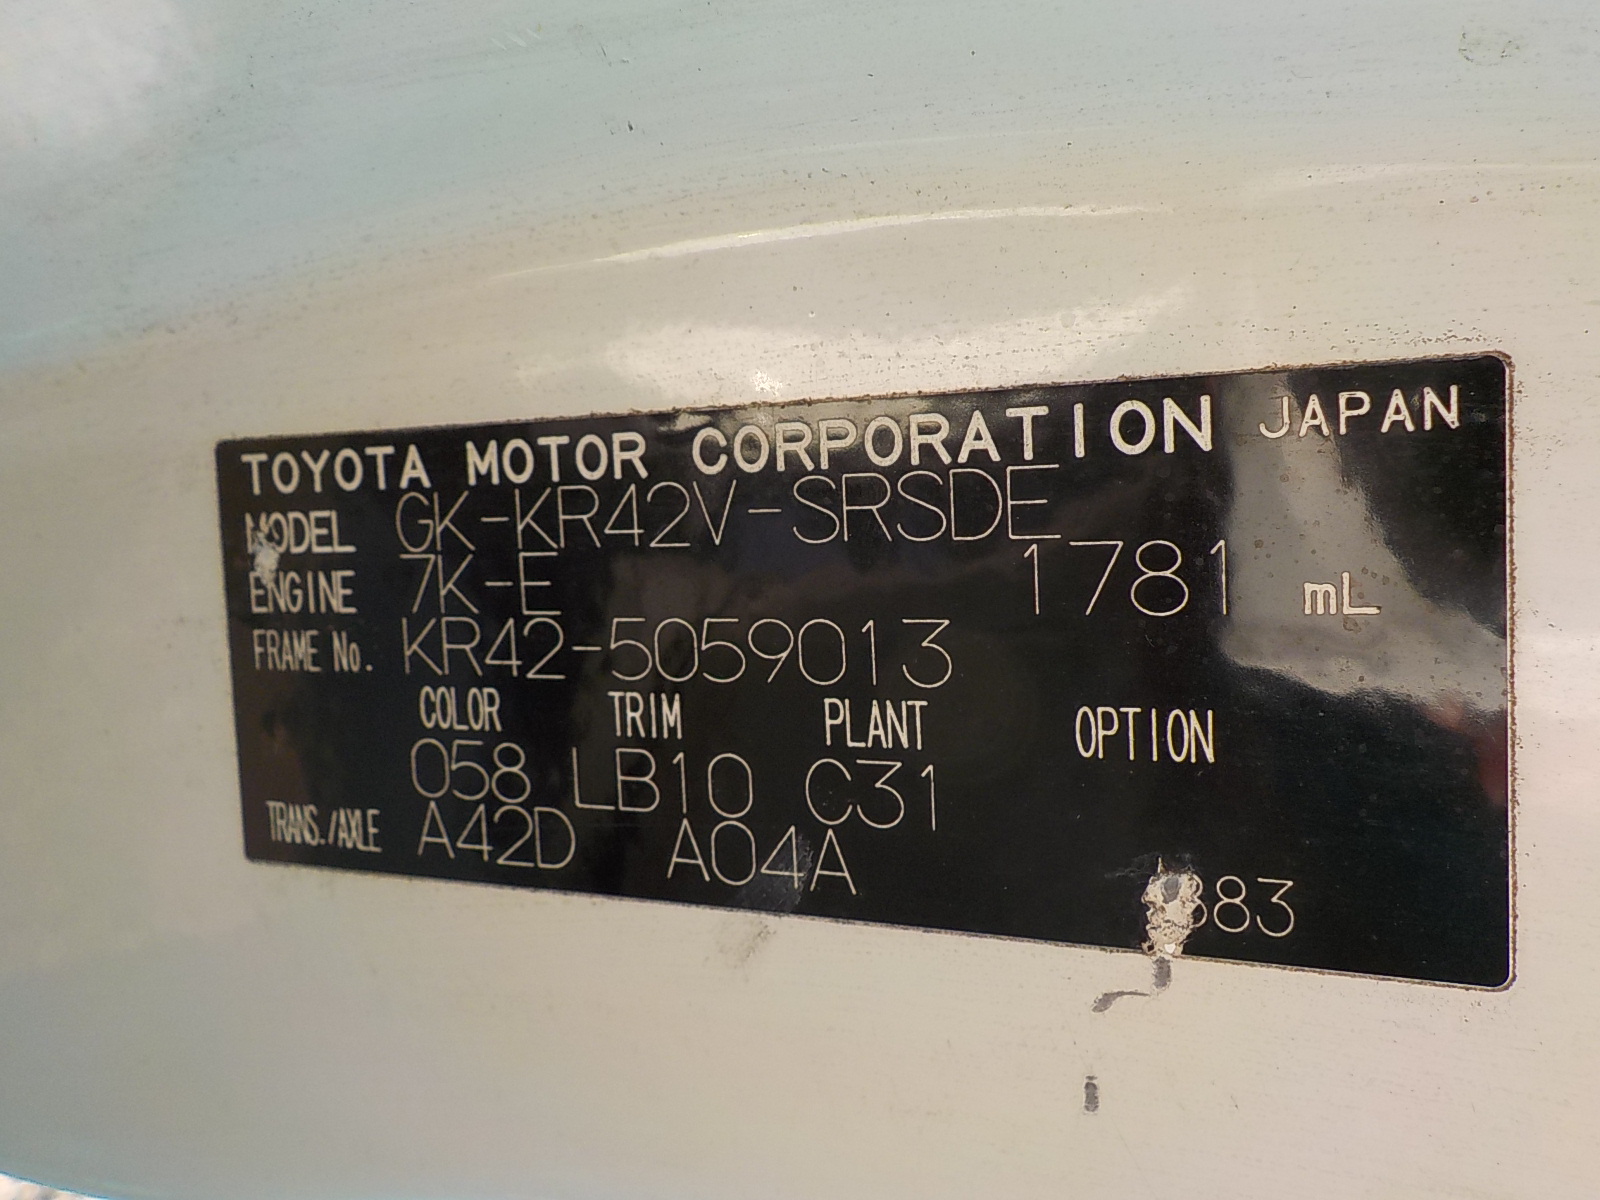 TOYOTA MOTOR CORPORATION JAPAN
MODEL GK-KR42V-SRSDE
ENGINE 7K-E 1781 mL
FRAME No. KR42-5059013
COLOR TRIM PLANT OPTION
058 LB10 C31
TRANS./AXLE A42D A04A